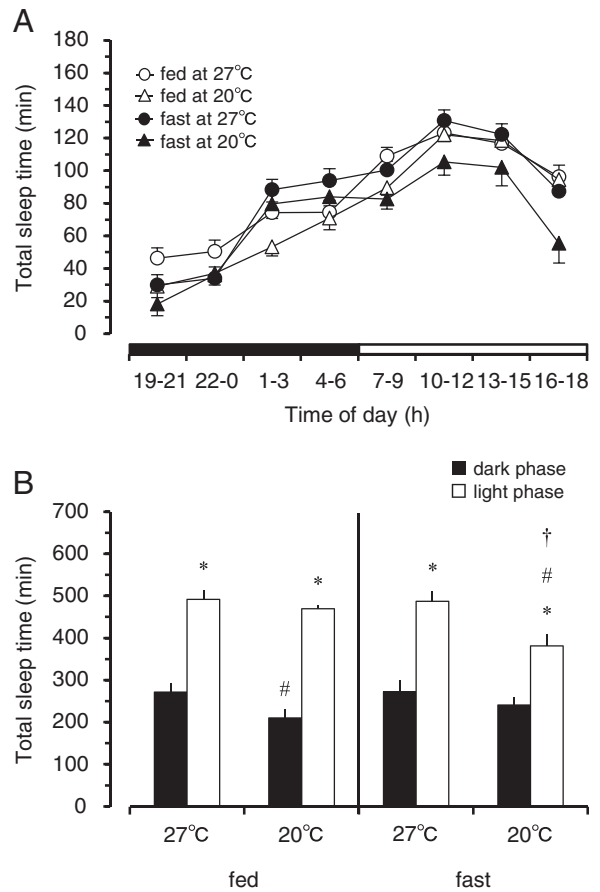 A
180
160
140
120
100
80
60
40
20
0
Total sleep time (min)
fed at 27°C
fed at 20°C
fast at 27°C
fast at 20°C
19-21 22-0 1-3 4-6 7-9 10-12 13-15 16-18
Time of day (h)
B
dark phase
light phase
700
600
500
400
300
200
100
0
Total sleep time (min)
* # * * † # *
27°C 20°C 27°C 20°C
fed fast